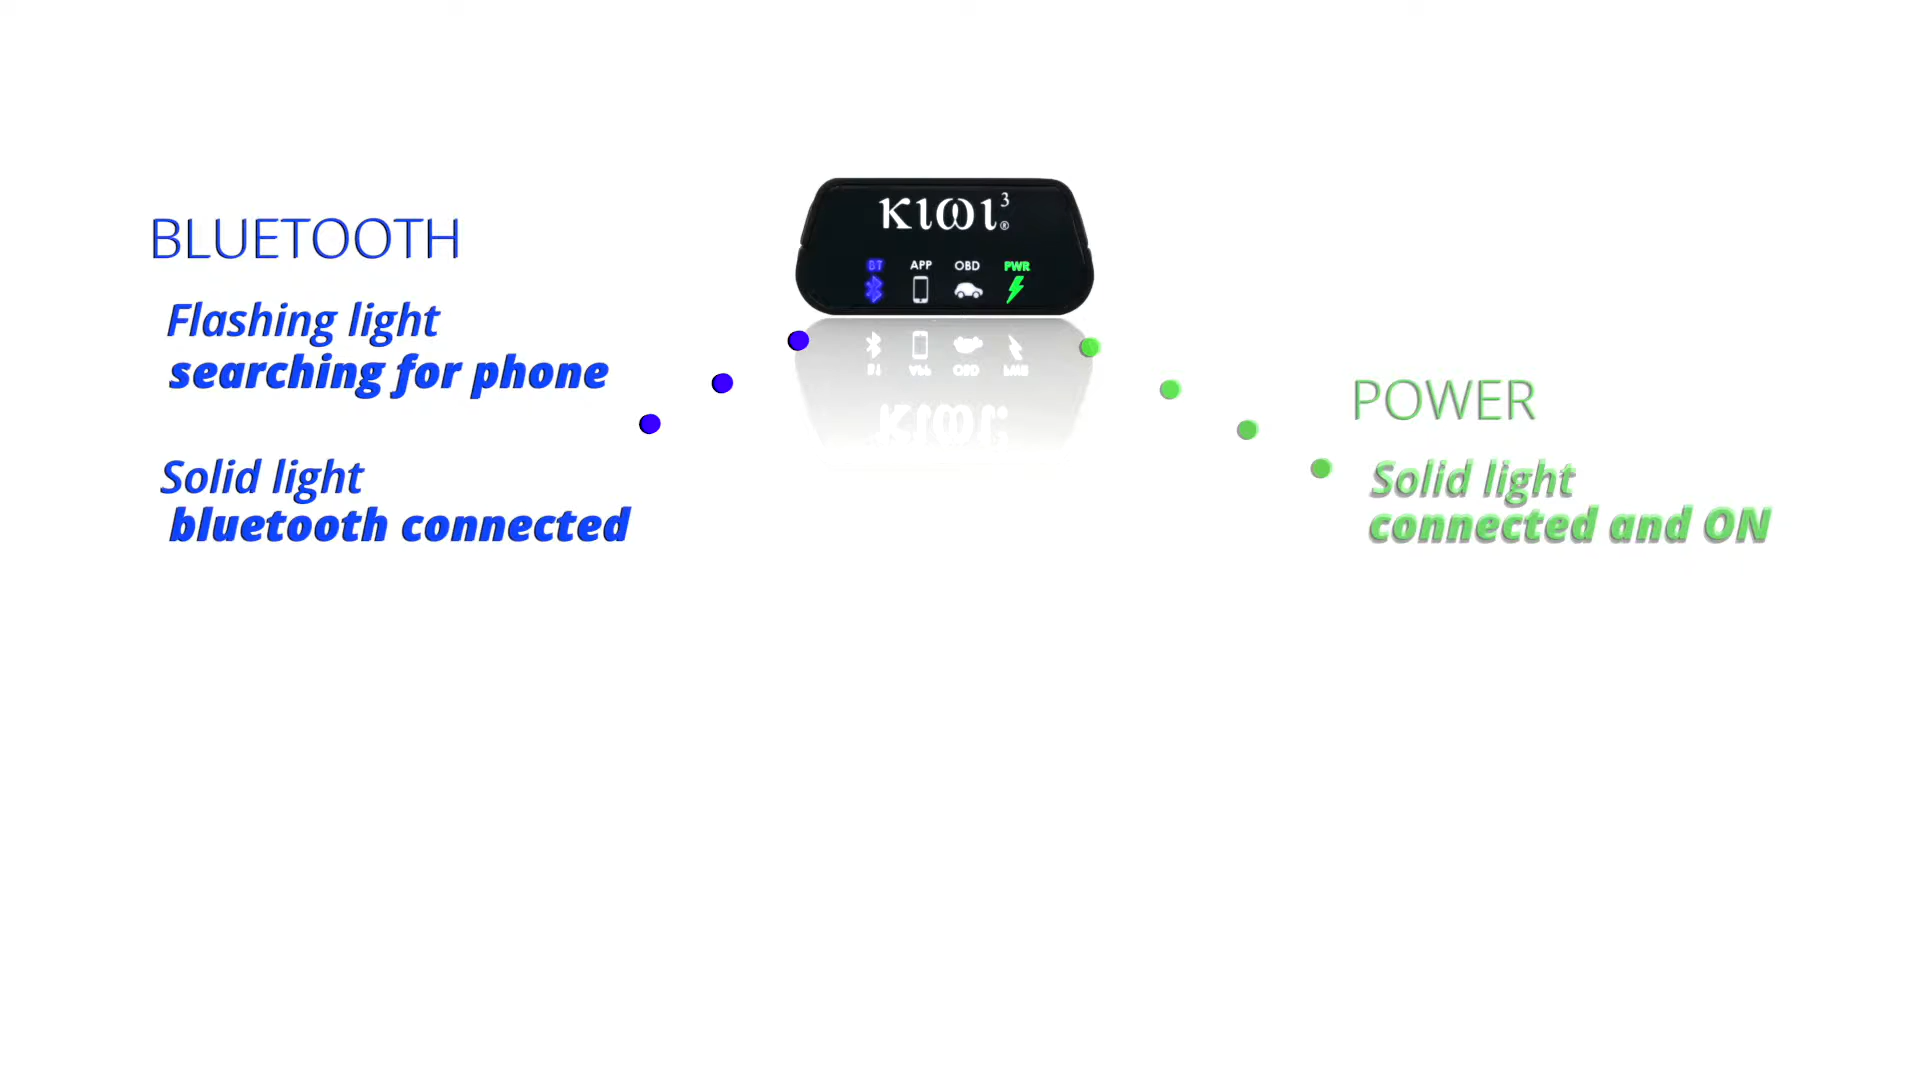 KIWI 3 ®
BT APP OBD PWR
BLUETOOTH
Flashing light
searching for phone
Solid light
bluetooth connected
POWER
Solid light
connected and ON